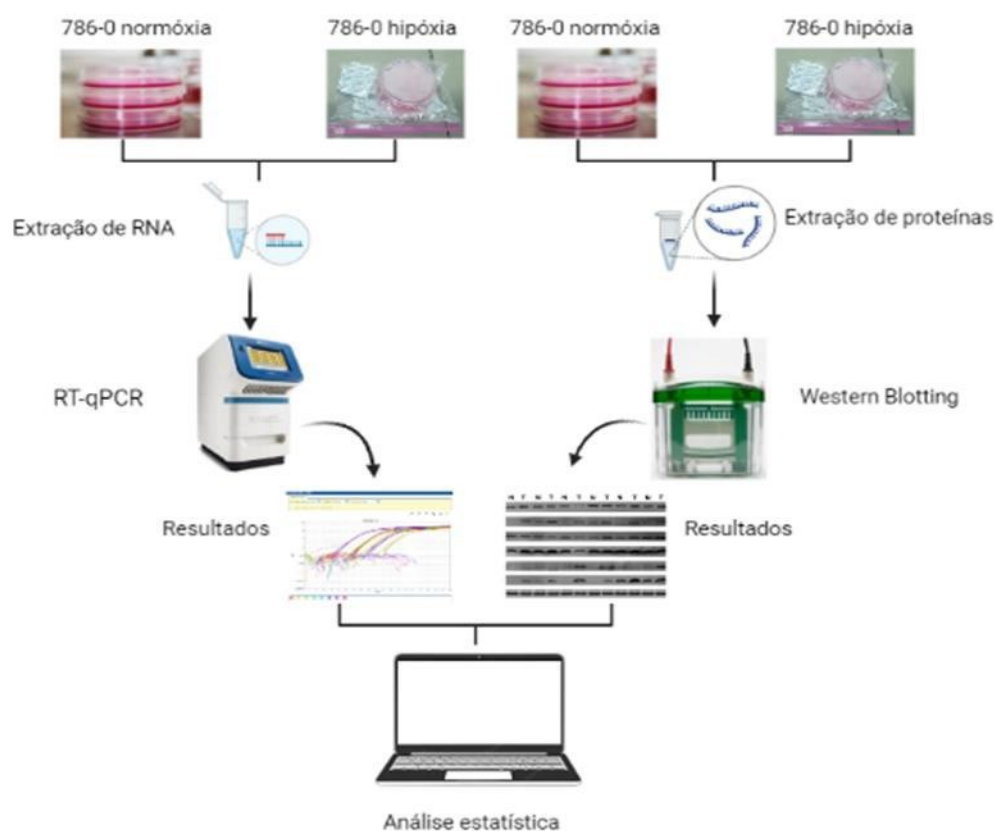 786-0 normóxia
786-0 hipóxia
786-0 normóxia
786-0 hipóxia
Extração de RNA
Extração de proteínas
RT-qPCR
Western Blotting
Resultados
Resultados
Análise estatística